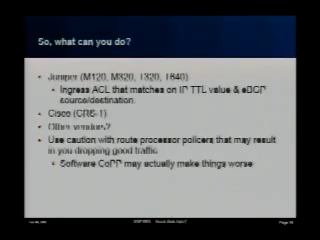 So, what can you do?
• Juniper (M120, M320, T320, T640)
• Ingress ACL that matches on IP TTL value & eBGP
source/destination.
• Cisco (CRS-1)
• Other vendors?
• Use caution with route processor policers that may result
in you dropping good traffic
• Software CoPP may actually make things worse
Page